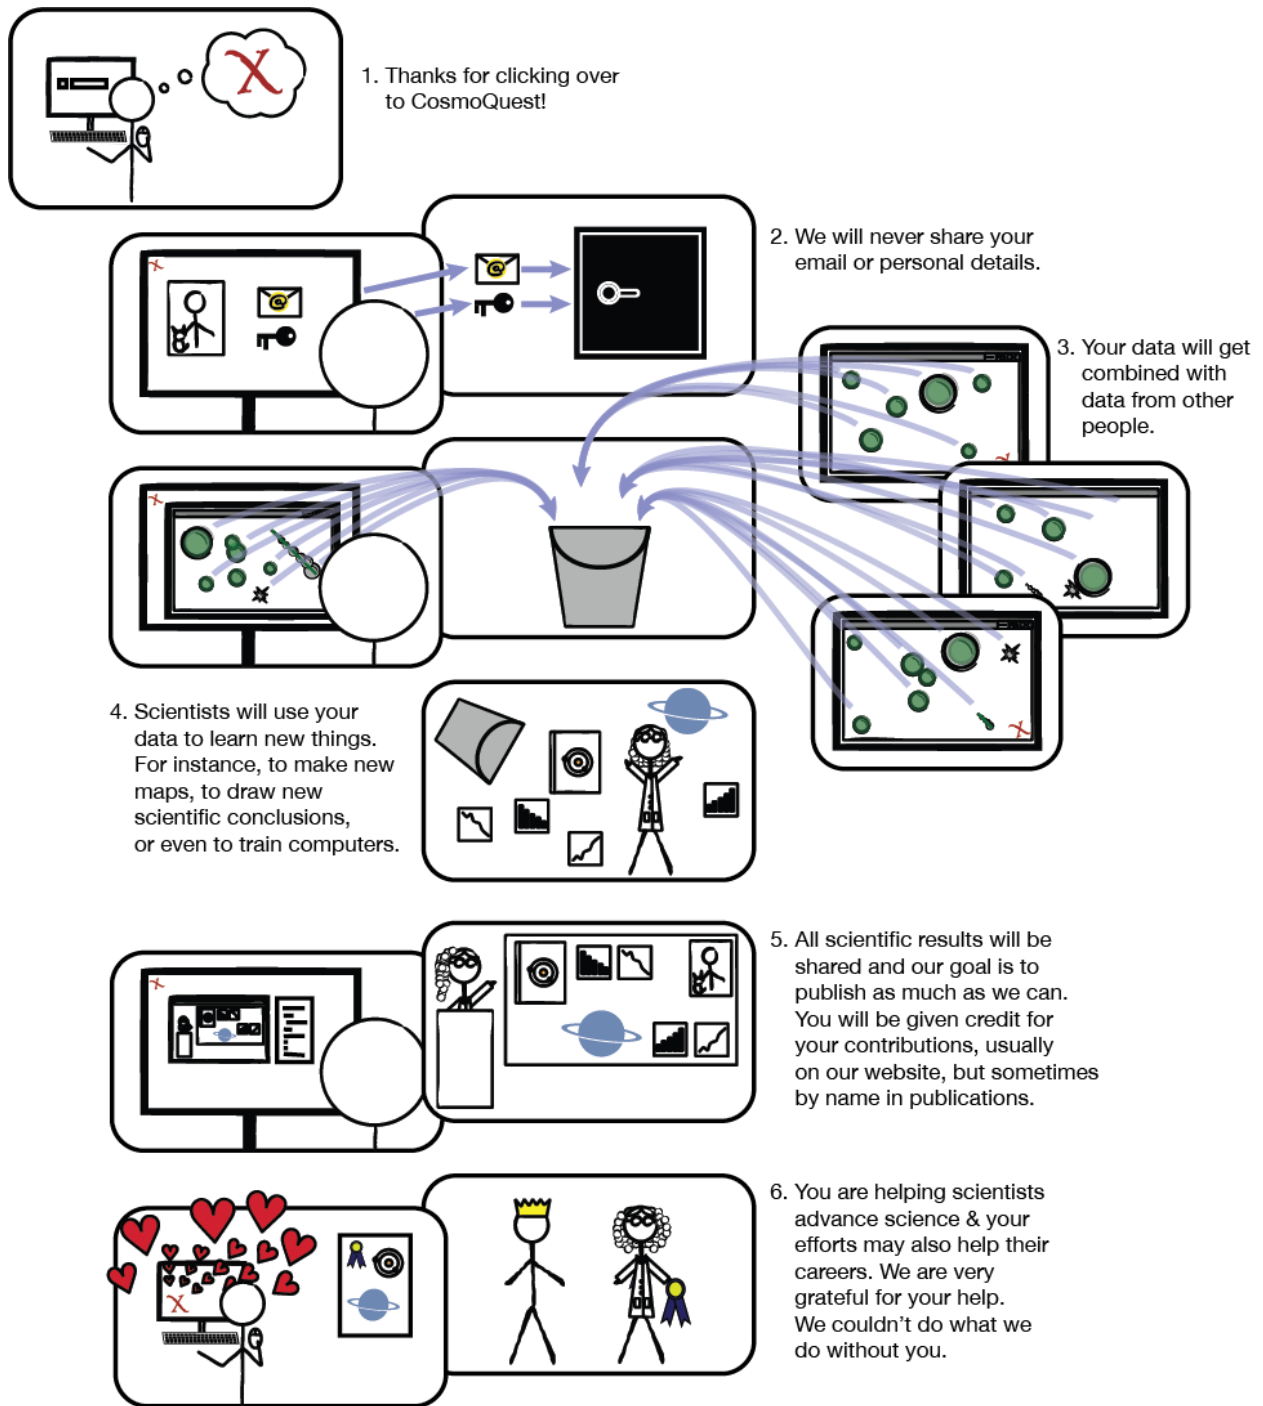 1. Thanks for clicking over
to CosmoQuest!
2. We will never share your
email or personal details.
3. Your data will get
combined with
data from other
people.
4. Scientists will use your
data to learn new things.
For instance, to make new
maps, to draw new
scientific conclusions,
or even to train computers.
5. All scientific results will be
shared and our goal is to
publish as much as we can.
You will be given credit for
your contributions, usually
on our website, but sometimes
by name in publications.
6. You are helping scientists
advance science & your
efforts may also help their
careers. We are very
grateful for your help.
We couldn't do what we
do without you.